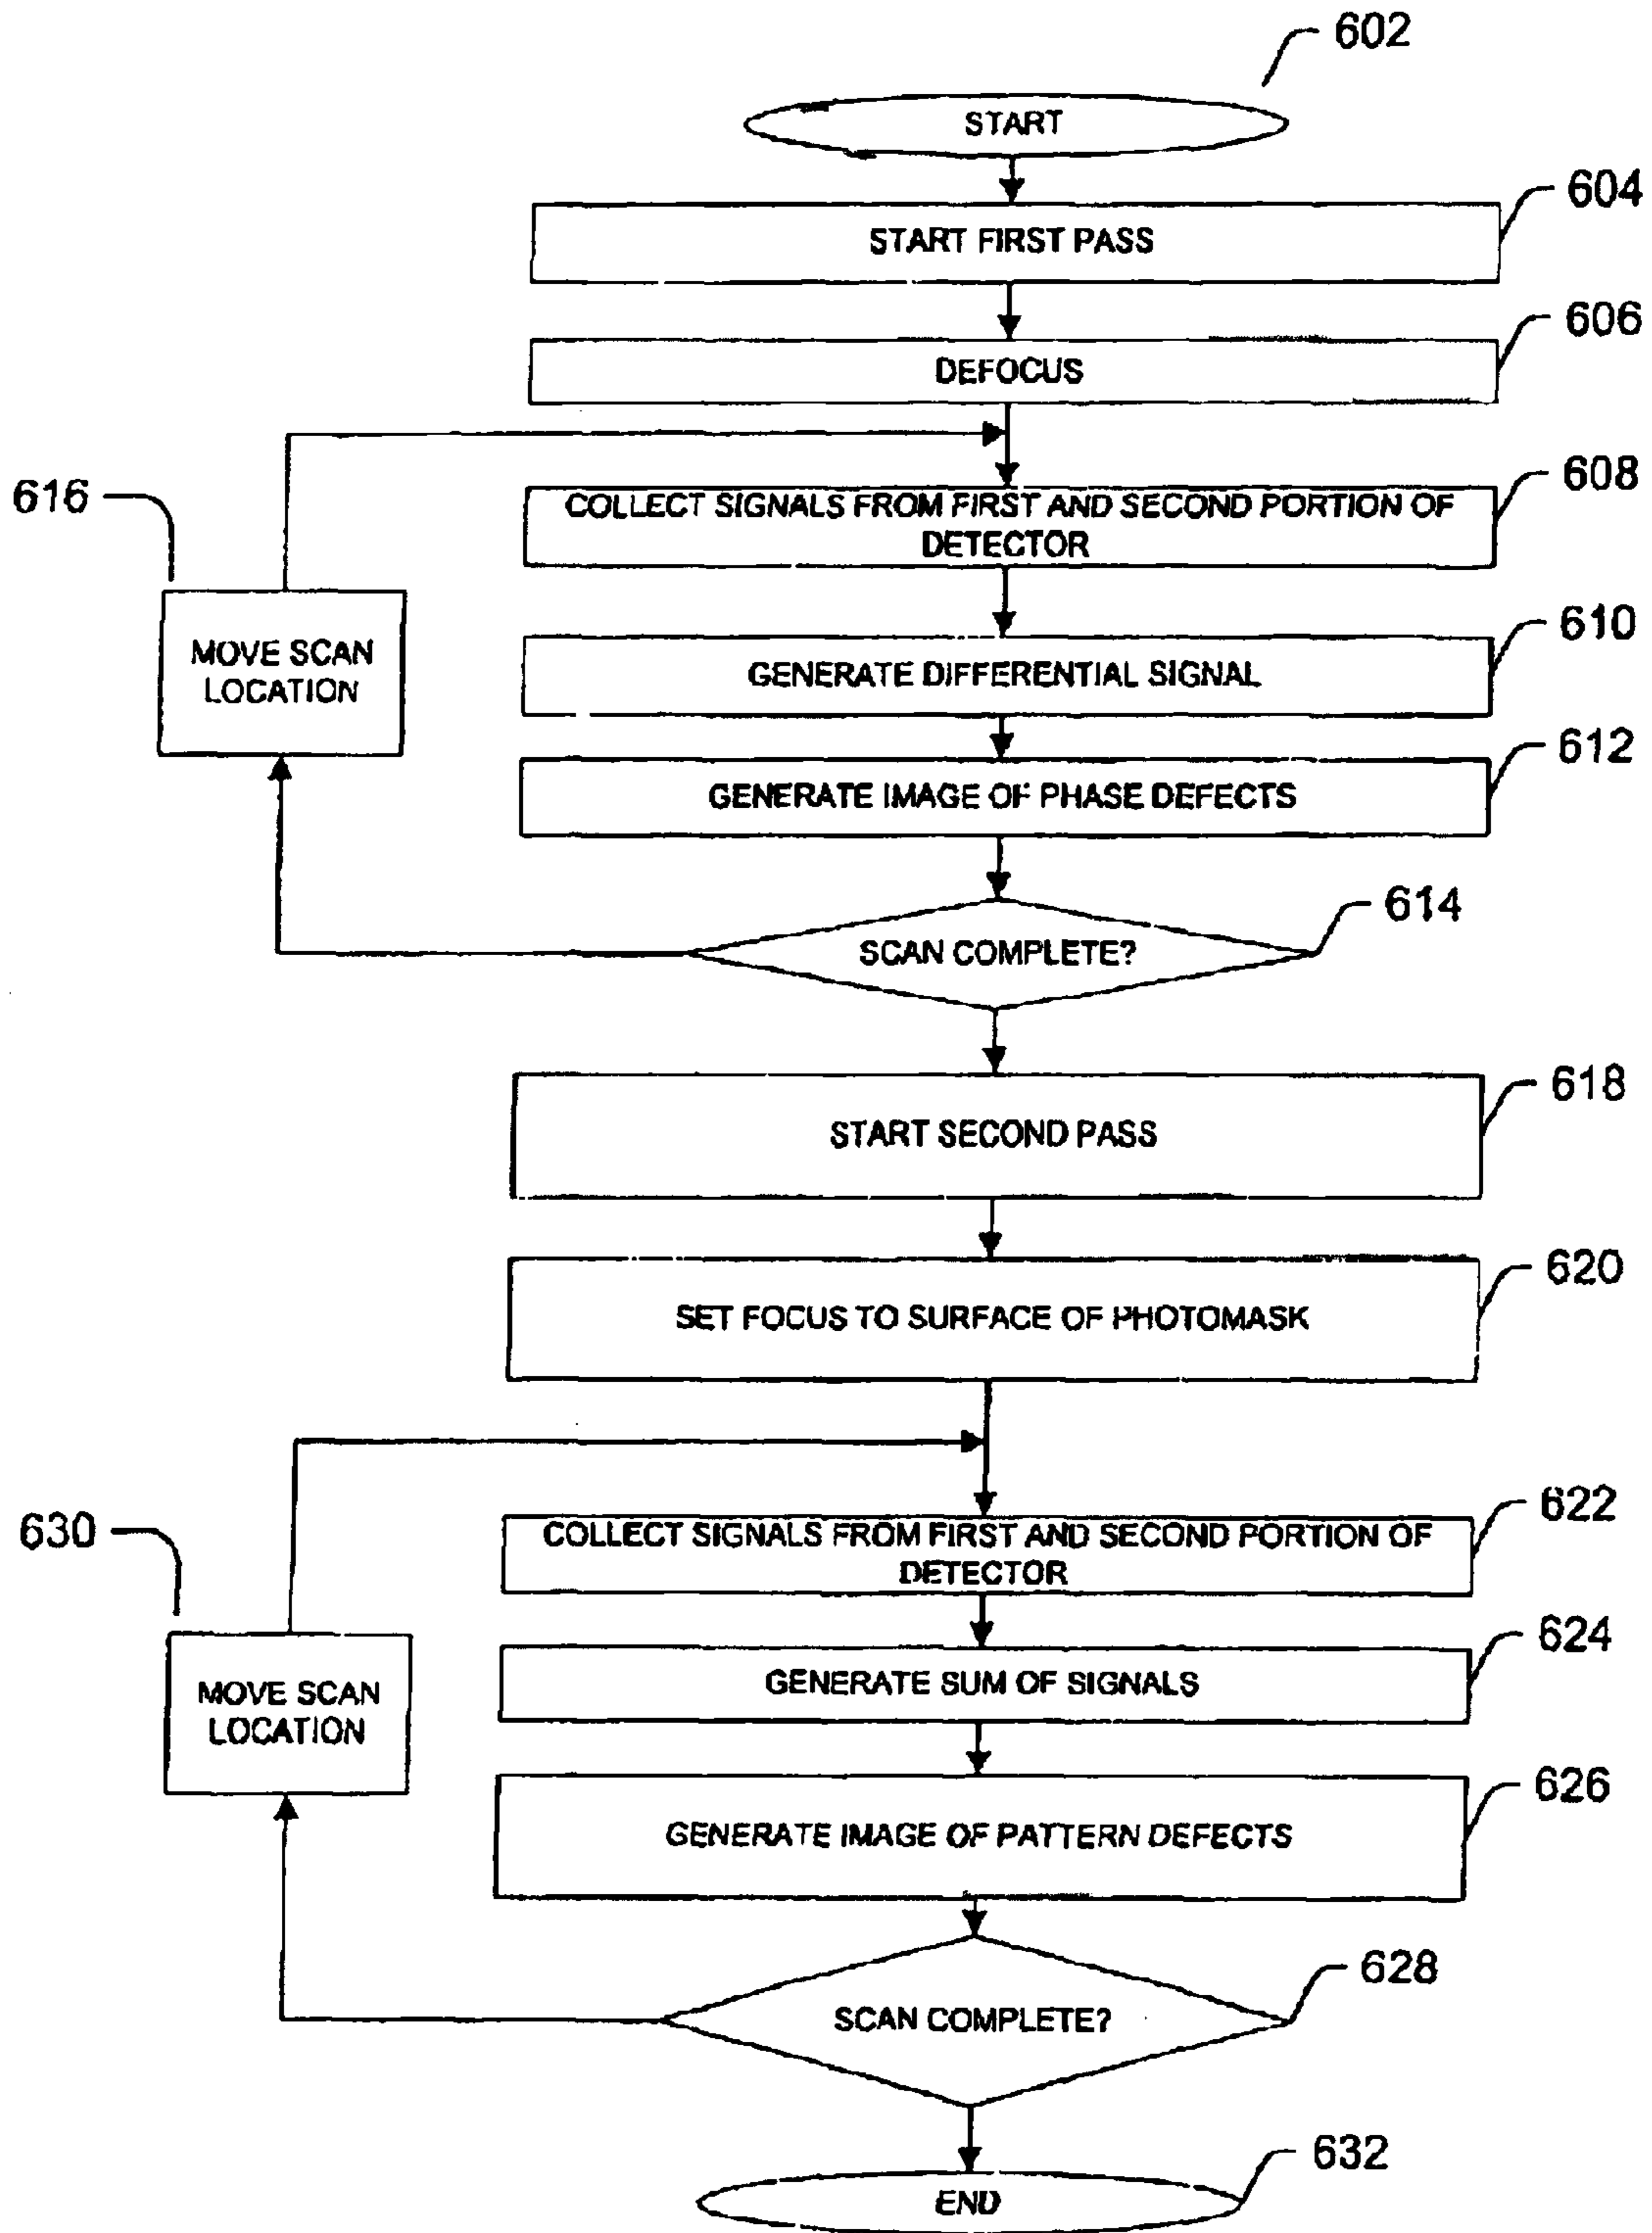 602
START
604
START FIRST PASS
606
DEFOCUS
608
COLLECT SIGNALS FROM FIRST AND SECOND PORTION OF
DETECTOR
616
MOVE SCAN
LOCATION
610
GENERATE DIFFERENTIAL SIGNAL
612
GENERATE IMAGE OF PHASE DEFECTS
614
SCAN COMPLETE?
618
START SECOND PASS
620
SET FOCUS TO SURFACE OF PHOTOMASK
622
COLLECT SIGNALS FROM FIRST AND SECOND PORTION OF
DETECTOR
630
MOVE SCAN
LOCATION
624
GENERATE SUM OF SIGNALS
626
GENERATE IMAGE OF PATTERN DEFECTS
628
SCAN COMPLETE?
632
END